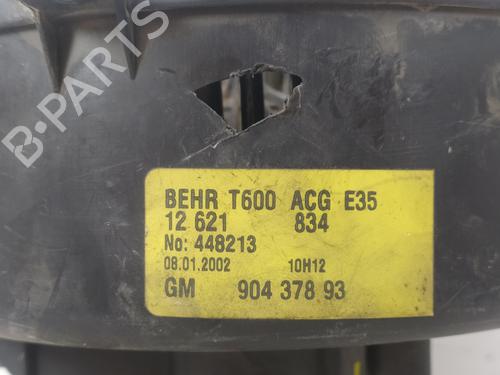 B-PARTS
BEHR T600 ACG E35
12 621 834
No: 448213
08.01.2002 10H12
GM 904 378 93